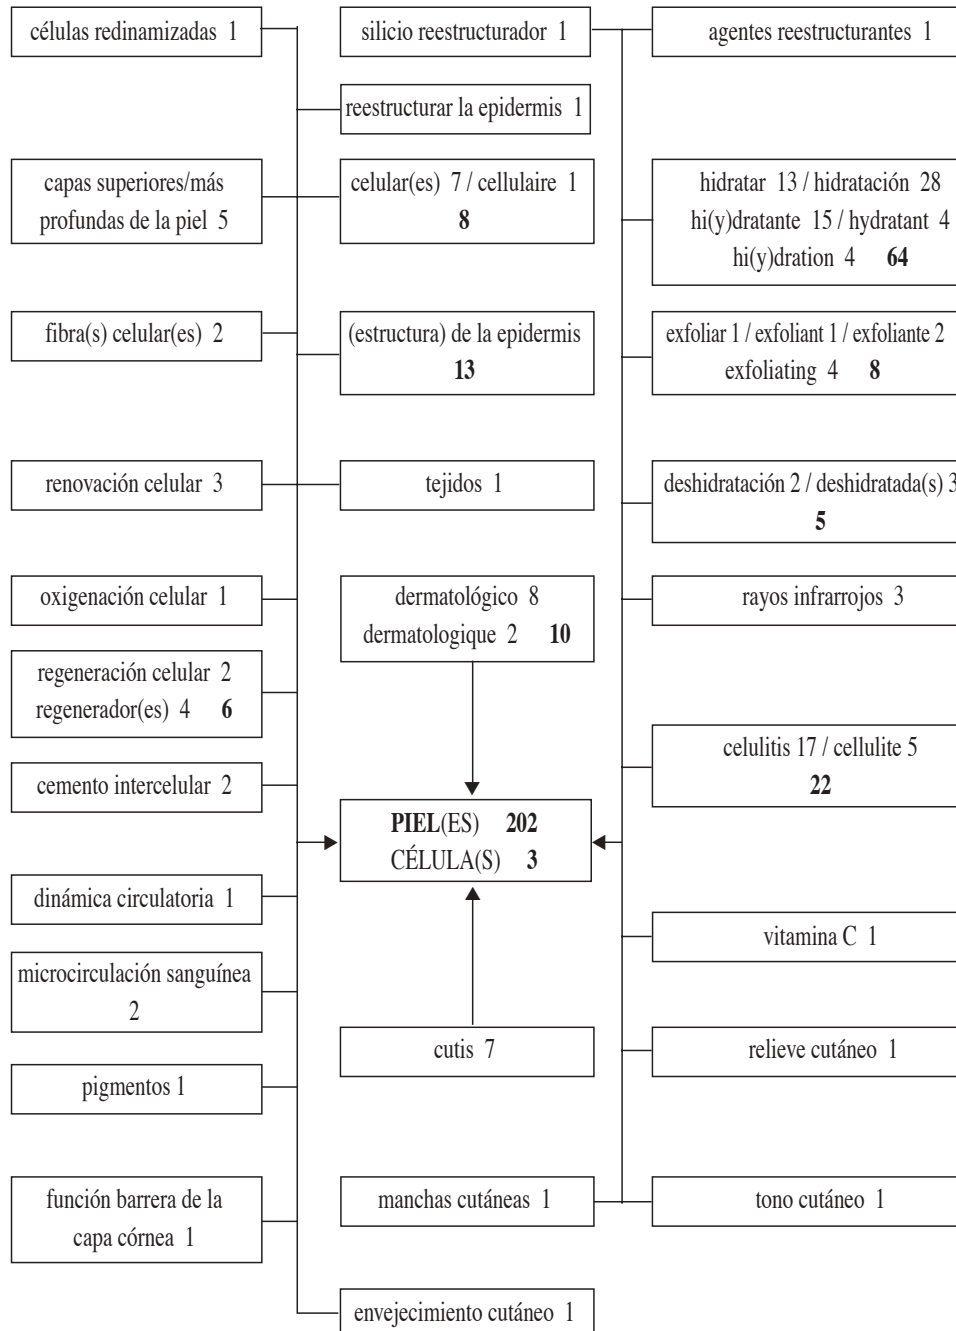 células redinamizadas 1
silicio reestructurador 1
agentes reestructurantes 1
reestructurar la epidermis 1
capas superiores/más
profundas de la piel 5
celular(es) 7 / cellulaire 1
8
hidratar 13 / hidratación 28
hi(y)dratante 15 / hydratant 4
hi(y)dration 4 64
fibra(s) celular(es) 2
(estructura) de la epidermis
13
exfoliar 1 / exfoliant 1 / exfoliante 2
exfoliating 4 8
renovación celular 3
tejidos 1
deshidratación 2 / deshidratada(s) 3
5
oxigenación celular 1
dermatológico 8
dermatologique 2 10
rayos infrarrojos 3
regeneración celular 2
regenerador(es) 4 6
celulitis 17 / cellulite 5
22
cemento intercelular 2
PIEL(ES) 202
CÉLULA(S) 3
dinámica circulatoria 1
vitamina C 1
microcirculación sanguínea
2
cutis 7
relieve cutáneo 1
pigmentos 1
función barrera de la
capa córnea 1
manchas cutáneas 1
tono cutáneo 1
envejecimiento cutáneo 1